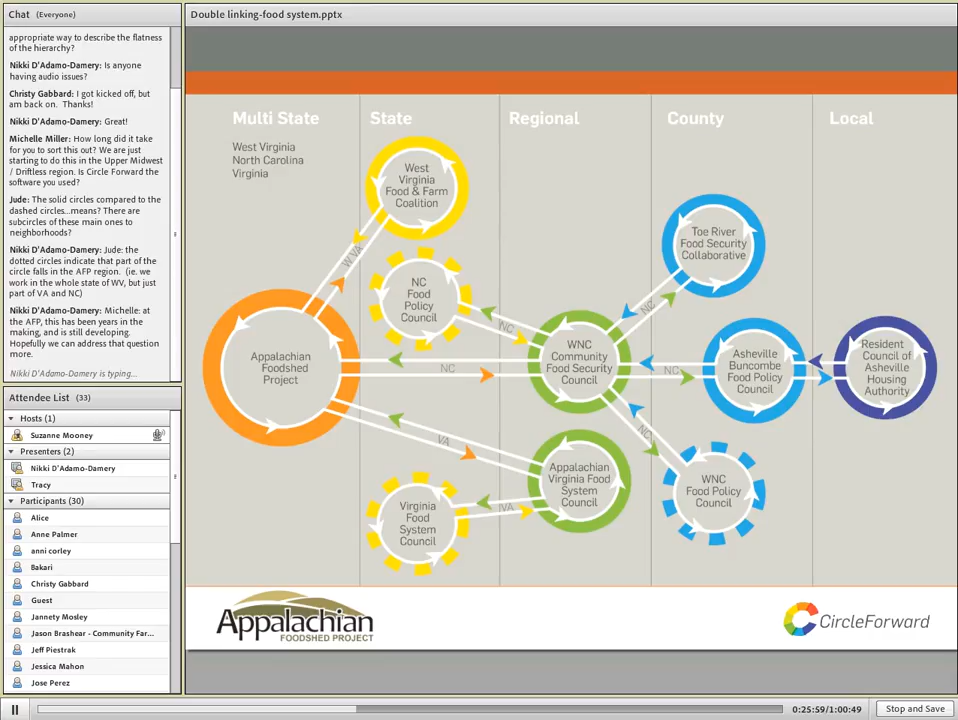 Chat (Everyone)
appropriate way to describe the flatness
of the hierarchy?
Nikki D'Adamo-Damery: Is anyone
having audio issues?
Christy Gabbard: I got kicked off, but
am back on. Thanks!
Nikki D'Adamo-Damery: Great!
Michelle Miller: How long did it take
for you to sort this out? We are just
starting to do this in the Upper Midwest
/ Driftless region. Is Circle Forward the
software you used?
Jude: The solid circles compared to the
dashed circles...means? There are
subcircles of these main ones to
neighborhoods?
Nikki D'Adamo-Damery: Jude: the
dotted circles indicate that part of the
circle falls in the AFP region. (ie. we
work in the whole state of WV, but just
part of VA and NC)
Nikki D'Adamo-Damery: Michelle: at
the AFP, this has been years in the
making, and is still developing.
Hopefully we can address that question
more.
Nikki D'Adamo-Damery is typing...
Attendee List (33)
Hosts (1)
Suzanne Mooney
Presenters (2)
Nikki D'Adamo-Damery
Tracy
Participants (30)
Alice
Anne Palmer
anni corley
Bakari
Christy Gabbard
Guest
Jannety Mosley
Jason Brashear - Community Far...
Jeff Piestrak
Jessica Mahon
Jose Perez
Double linking-food system.pptx
Multi State
State
Regional
County
Local
West Virginia
North Carolina
Virginia
West
Virginia
Food & Farm
Coalition
W VA
NC
Food
Policy
Council
NC
Appalachian
Foodshed
Project
NC
VA
Virginia
Food
System
Council
VA
WNC
Community
Food Security
Council
Appalachian
Virginia Food
System
Council
NC
NC
NC
Toe River
Food Security
Collaborative
Asheville
Buncombe
Food Policy
Council
WNC
Food Policy
Council
Resident
Council of
Asheville
Housing
Authority
Appalachian
FOODSHED PROJECT
CircleForward
0:25:59/1:00:49
Stop and Save